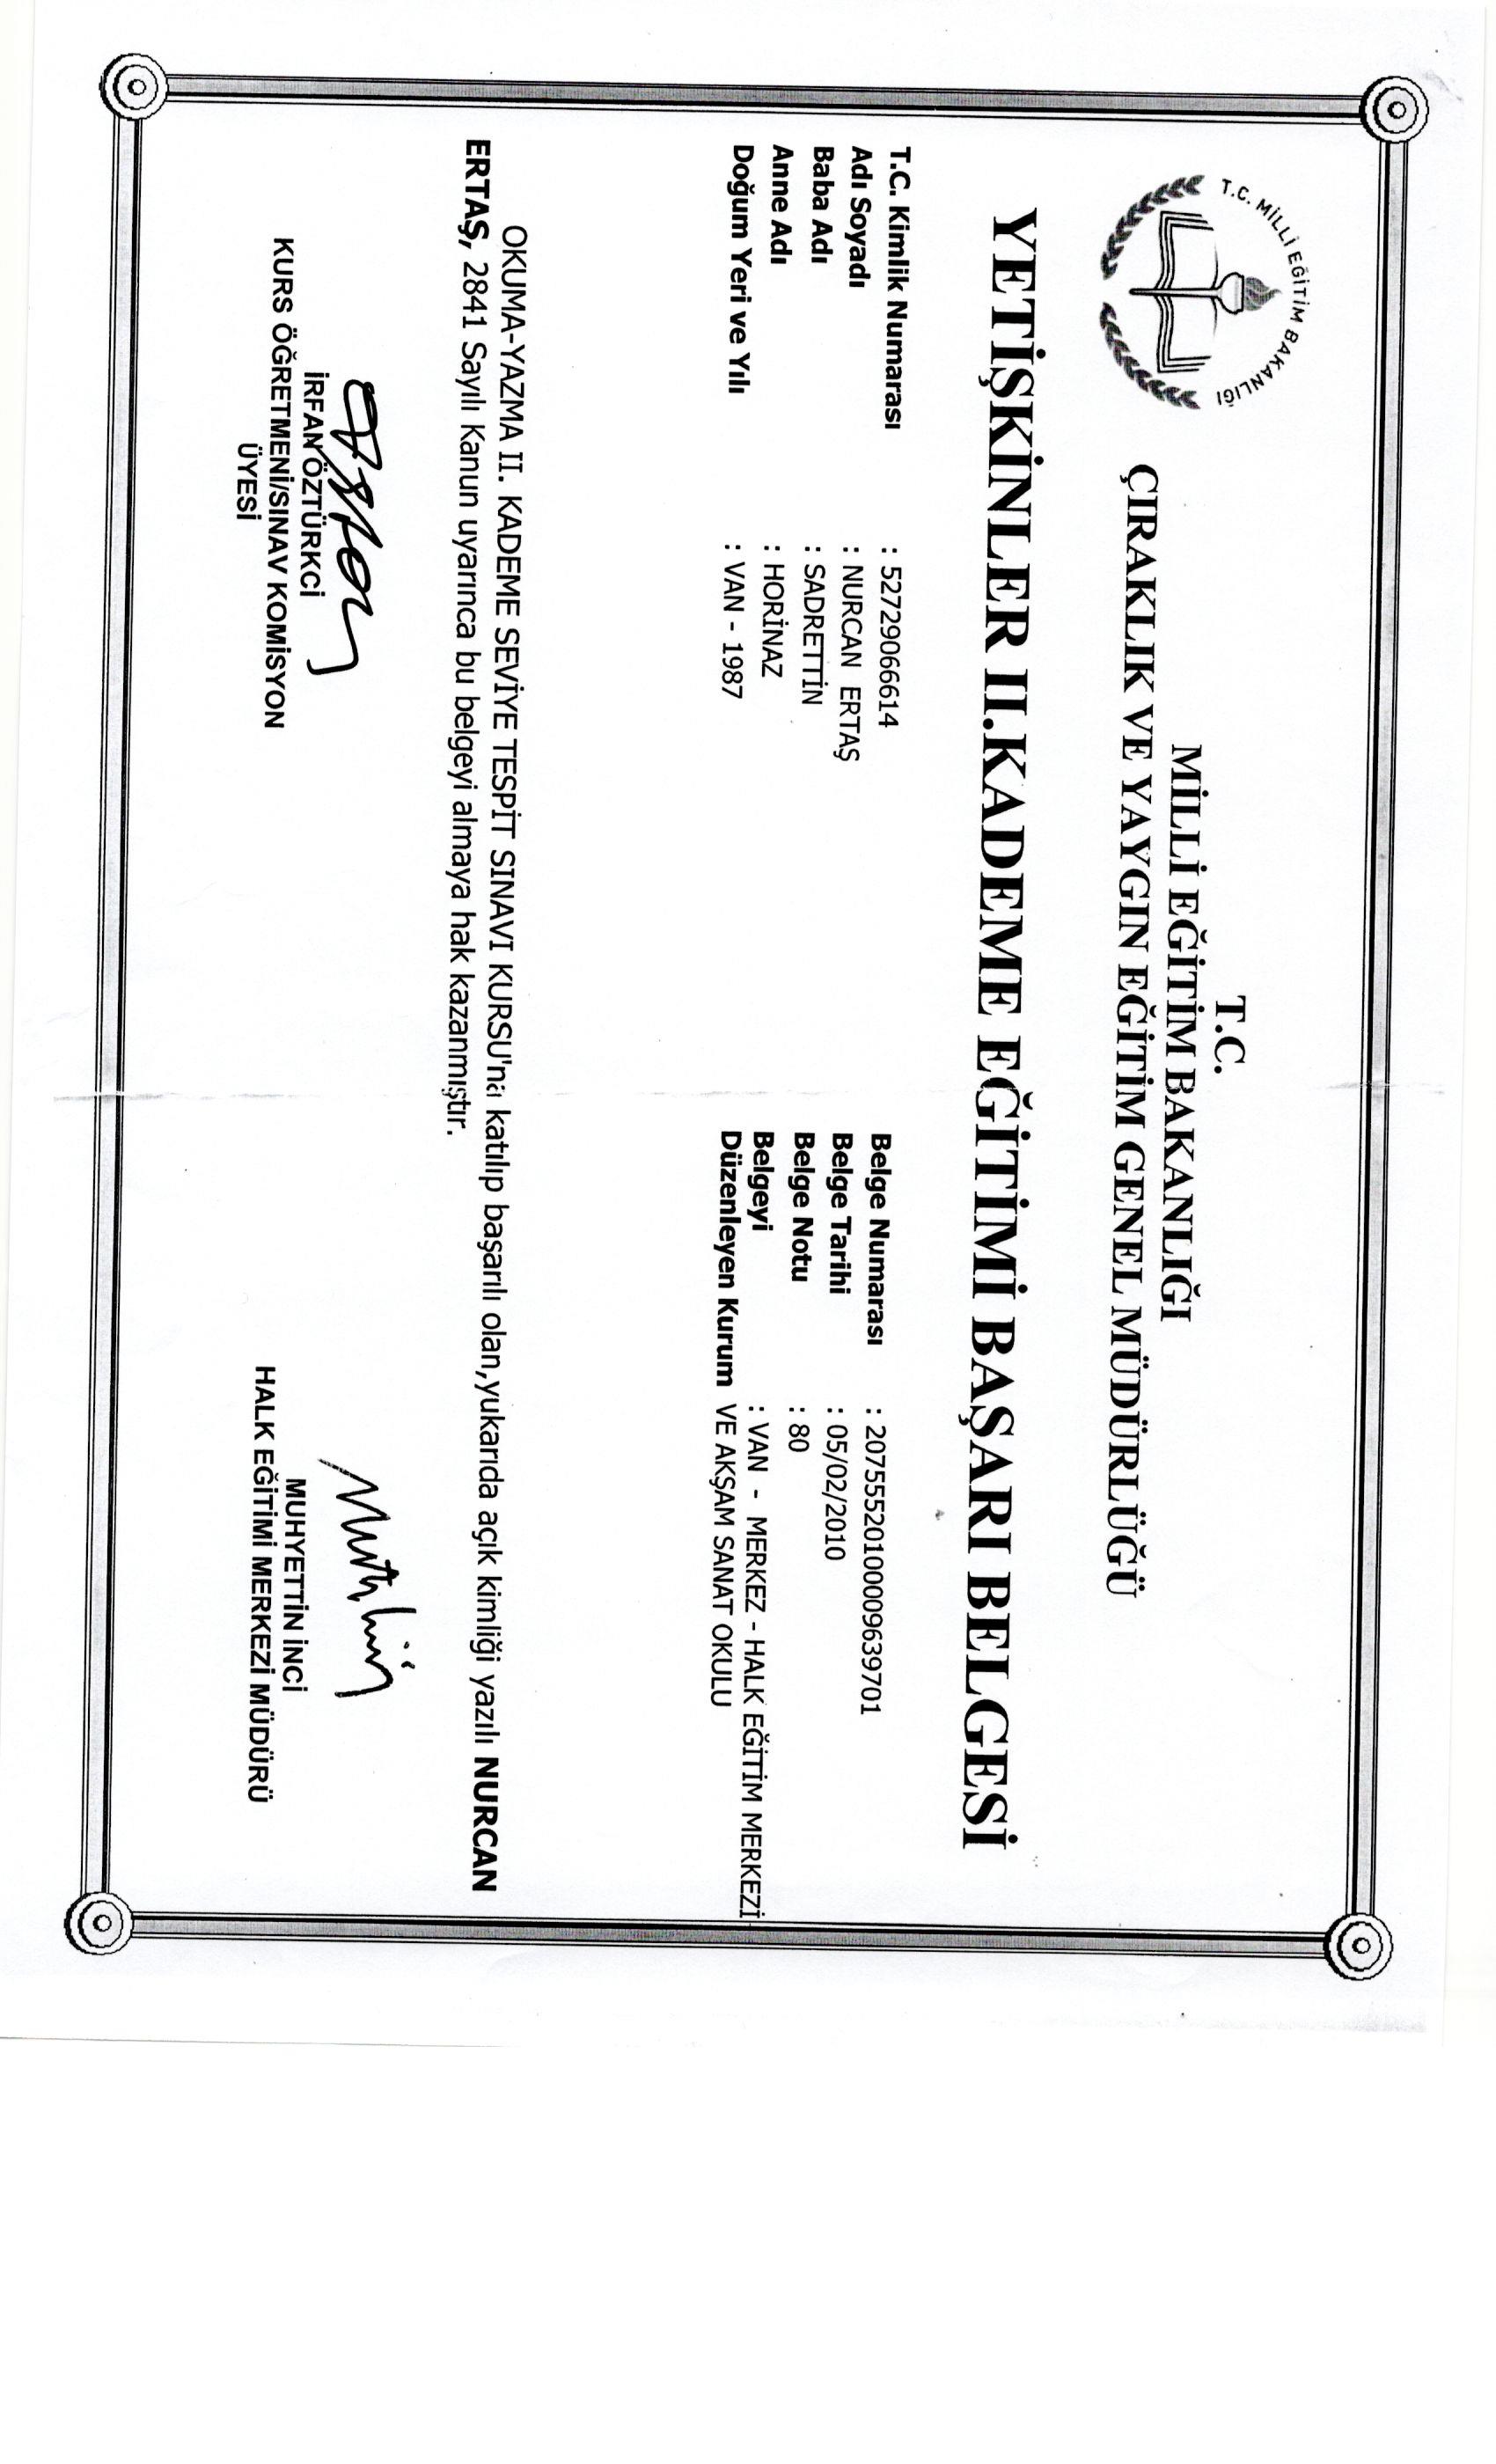 T.C. MİLLİ EĞİTİM BAKANLIĞI
T.C.
MİLLİ EĞİTİM BAKANLIĞI
ÇIRAKLIK VE YAYGIN EĞİTİM GENEL MÜDÜRLÜĞÜ
YETİŞKİNLER II.KADEME EĞİTİMİ BAŞARI BELGESİ
T.C. Kimlik Numarası : 52729066614
Adı Soyadı : NURCAN ERTAŞ
Baba Adı : SADRETTİN
Anne Adı : HORİNAZ
Doğum Yeri ve Yılı : VAN - 1987
Belge Numarası : 207555201000009639701
Belge Tarihi : 05/02/2010
Belge Notu : 80
Belgeyi : VAN - MERKEZ - HALK EĞİTİM MERKEZİ
Düzenleyen Kurum VE AKŞAM SANAT OKULU
OKUMA-YAZMA II. KADEME SEVİYE TESPİT SINAVI KURSU'na katılıp başarılı olan,yukarıda açık kimliği yazılı NURCAN
ERTAŞ, 2841 Sayılı Kanun uyarınca bu belgeyi almaya hak kazanmıştır.
İRFAN ÖZTÜRKCİ
KURS ÖĞRETMENİ/SINAV KOMİSYON
ÜYESİ
MUHYETTİN İNCİ
HALK EĞİTİMİ MERKEZİ MÜDÜRÜ